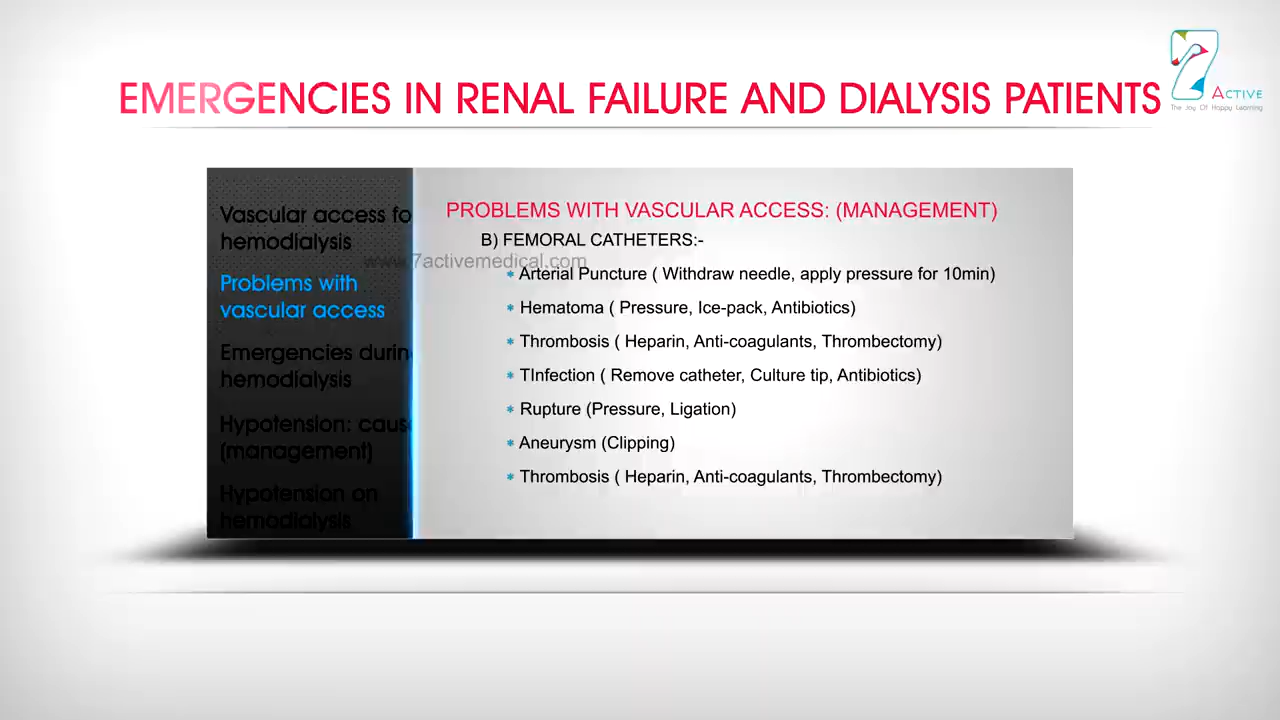 EMERGENCIES IN RENAL FAILURE AND DIALYSIS PATIENTS
7 ACTIVE
The Joy Of Happy Learning
Vascular access fo
hemodialysis
Problems with
vascular access
Emergencies durin
hemodialysis
Hypotension: caus
(management)
Hypotension on
hemodialysis
PROBLEMS WITH VASCULAR ACCESS: (MANAGEMENT)
B) FEMORAL CATHETERS:-
www.7activemedical.com
* Arterial Puncture ( Withdraw needle, apply pressure for 10min)
* Hematoma ( Pressure, Ice-pack, Antibiotics)
* Thrombosis ( Heparin, Anti-coagulants, Thrombectomy)
* TInfection ( Remove catheter, Culture tip, Antibiotics)
* Rupture (Pressure, Ligation)
* Aneurysm (Clipping)
* Thrombosis ( Heparin, Anti-coagulants, Thrombectomy)